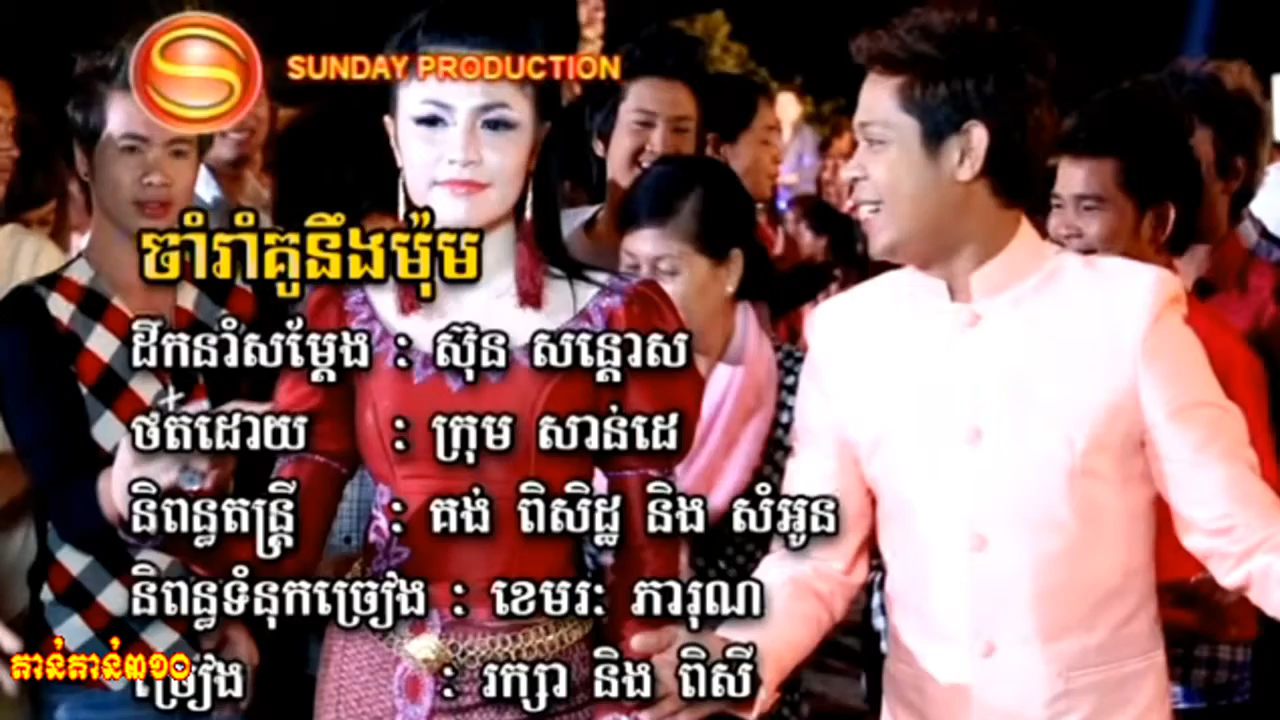 SUNDAY PRODUCTION
ចាំរាំគូនឹងម៉ុម
ដឹកនាំសម្ដែង : ស៊ុន សន្ដោស
ថតដោយ : ក្រុម សាន់ដេ
និពន្ធតន្ត្រី : គង់ ពិសិដ្ឋ និង សំអូន
និពន្ធទំនុកច្រៀង : ខេមរៈ ភារុណ
ច្រៀង : រក្សា និង ពិសី
តាន់តាន់៣១០